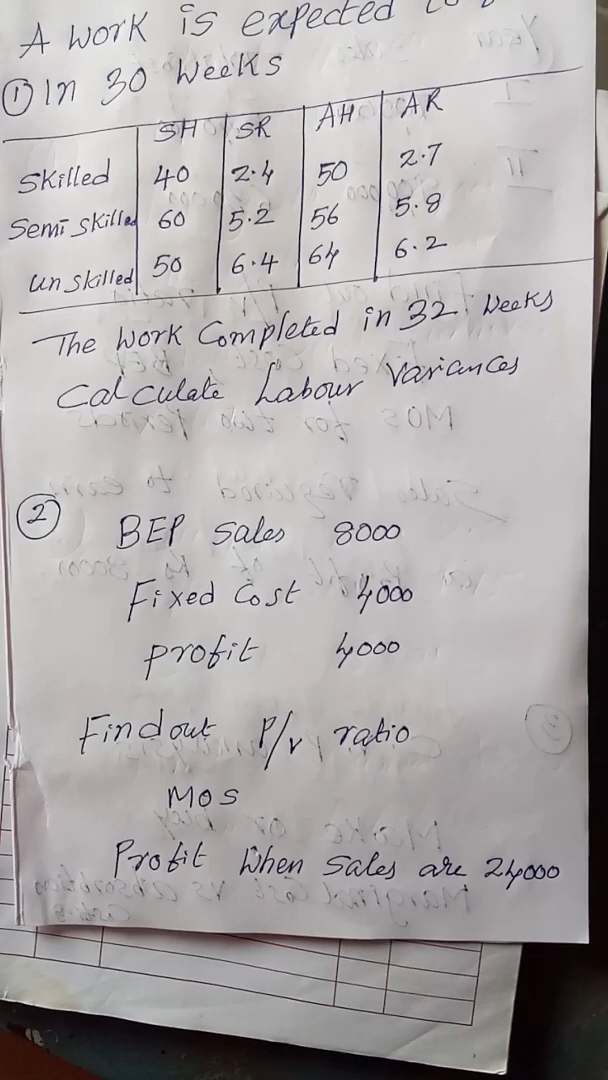 A work is expected to
① In 30 Weeks
SH SR AH AR
Skilled 40 2.4 50 2.7
Semi Skilled 60 5.2 56 5.8
Unskilled 50 6.4 64 6.2
The Work Completed in 32 Weeks
Calculate Labour Variances
② BEP Sales 8000
Fixed Cost 4000
profit 4000
Findout P/v ratio
MOS
Profit When Sales are 24000